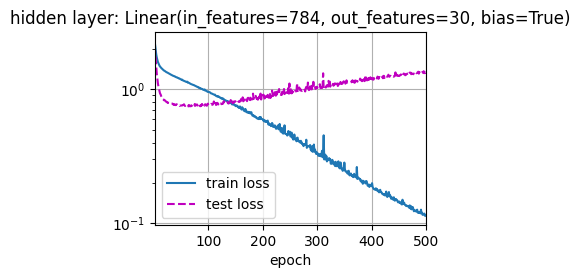 hidden layer: Linear(in_features=784, out_features=30, bias=True)
10⁰
10⁻¹
train loss
test loss
100 200 300 400 500
epoch